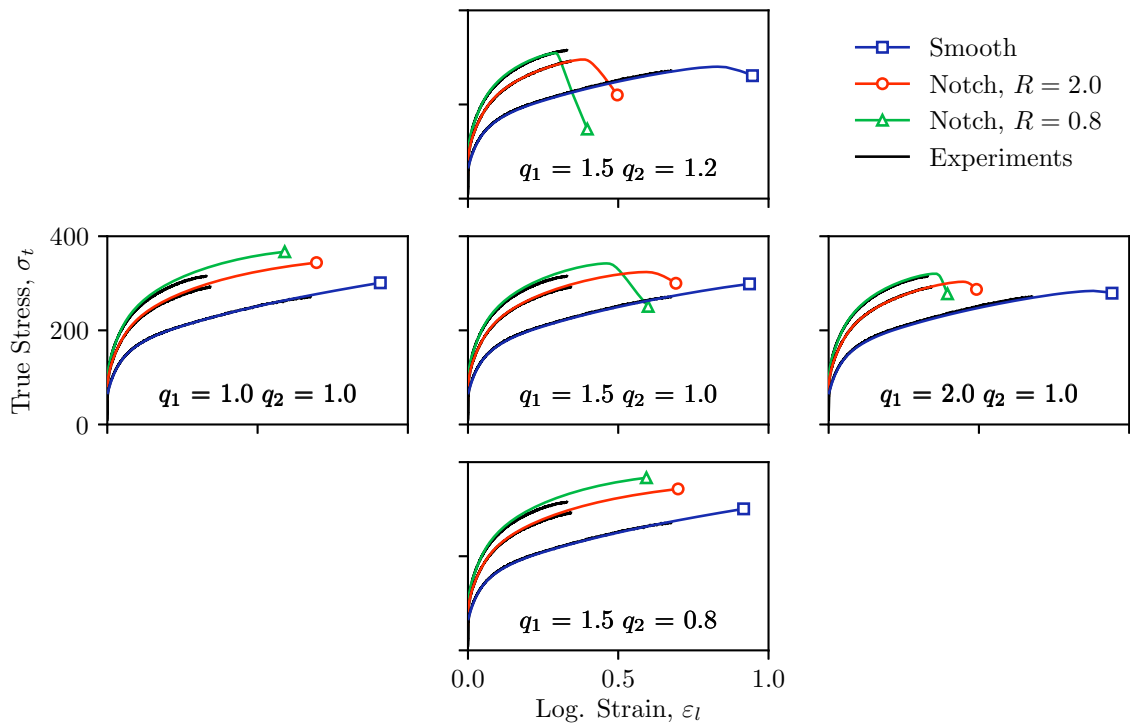 Smooth
Notch, R = 2.0
Notch, R = 0.8
Experiments
q₁ = 1.5 q₂ = 1.2
True Stress, σₜ
400
200
0
q₁ = 1.0 q₂ = 1.0
q₁ = 1.5 q₂ = 1.0
q₁ = 2.0 q₂ = 1.0
q₁ = 1.5 q₂ = 0.8
0.0 0.5 1.0
Log. Strain, εₗ